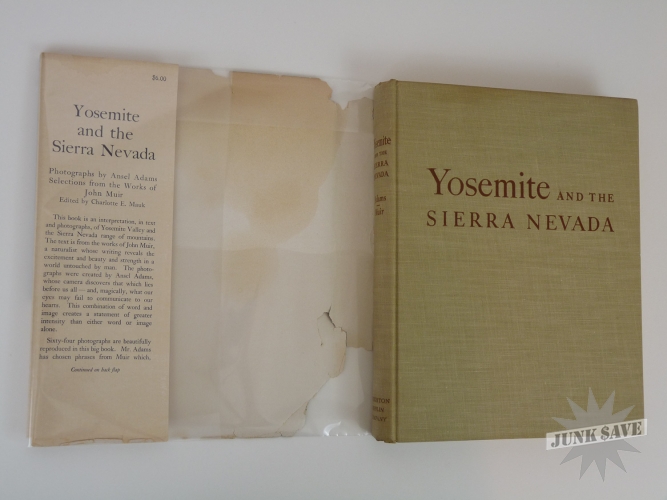 $6.00
Yosemite
and the
Sierra Nevada
Photographs by Ansel Adams
Selections from the Works of
John Muir
Edited by Charlotte E. Mauk
This book is an interpretation, in text
and photographs, of Yosemite Valley and
the Sierra Nevada range of mountains.
The text is from the works of John Muir,
a naturalist whose writing reveals the
excitement and beauty and strength in a
world untouched by man. The photo-
graphs were created by Ansel Adams,
whose camera discovers that which lies
before us all — and, magically, what our
eyes may fail to communicate to our
hearts. This combination of word and
image creates a statement of greater
intensity than either word or image
alone.
Sixty-four photographs are beautifully
reproduced in this big book. Mr. Adams
has chosen phrases from Muir which,
Continued on back flap
AND THE
SIERRA
NEVADA
Adams
Muir
HOUGHTON
MIFFLIN
COMPANY
Yosemite AND THE
SIERRA NEVADA
JUNK SAVE